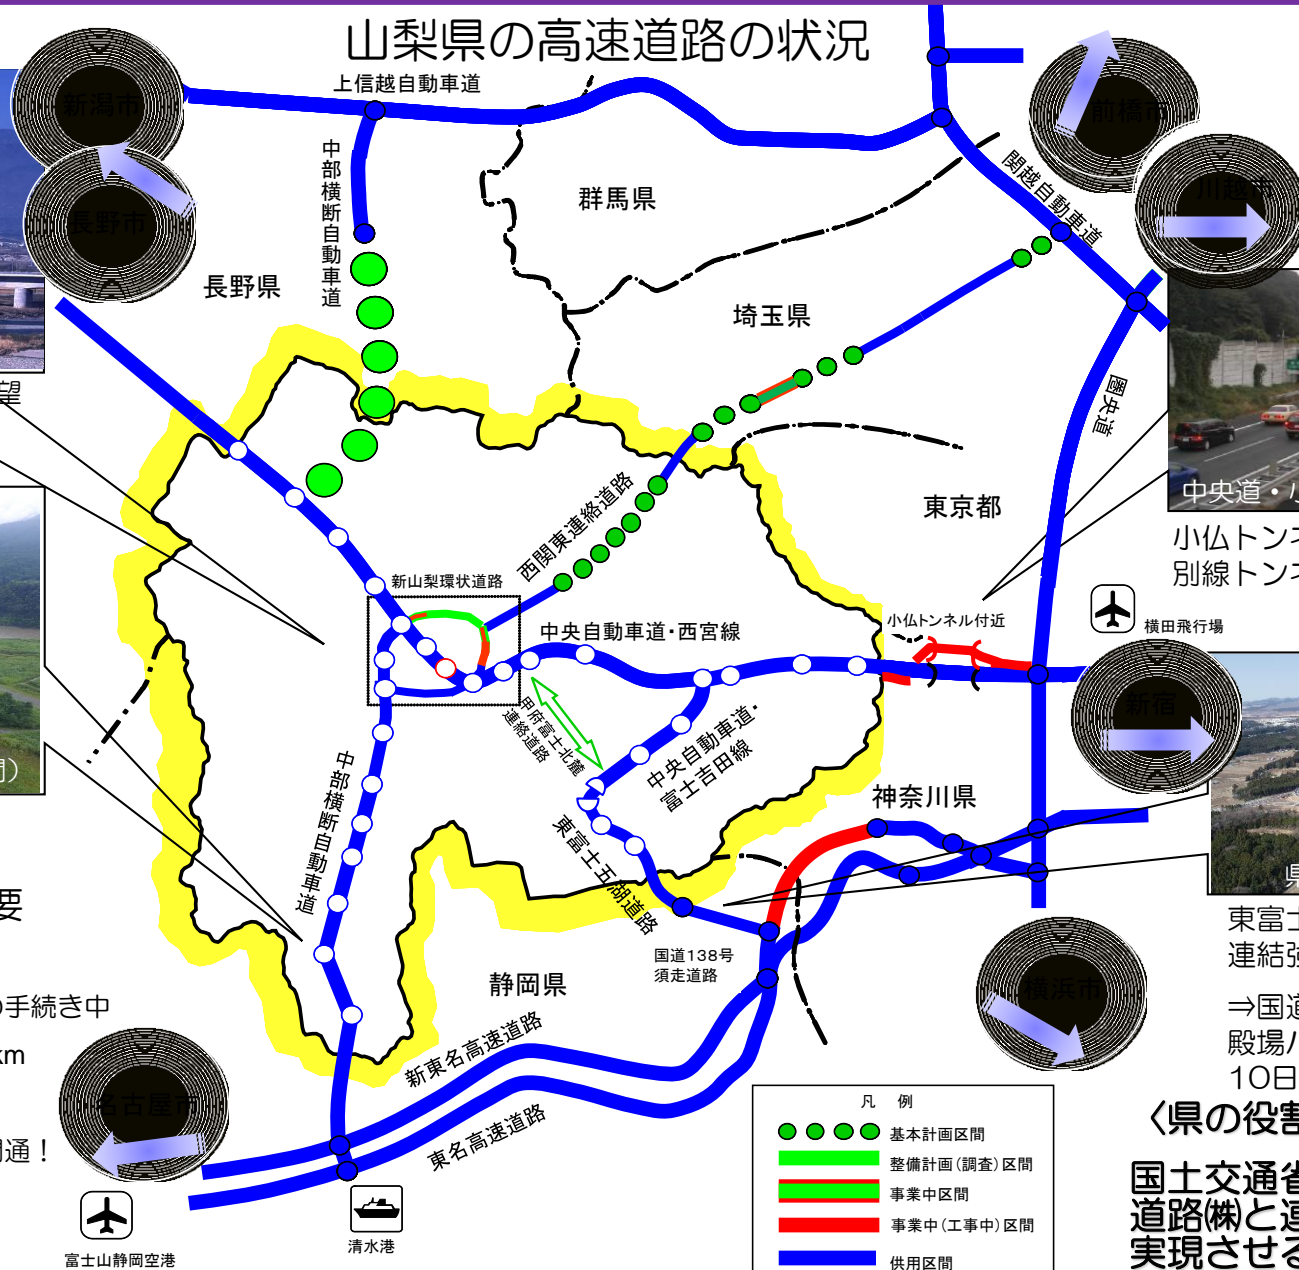 山梨県の高速道路の状況
上信越自動車道
新潟市
前橋市
中部横断自動車道
関越自動車道
川越市
群馬県
長野市
長野県
埼玉県
圏央道
望
西関東連絡道路
東京都
中央道・小
小仏トンネ
別線トンネ
新山梨環状道路
中央自動車道・西宮線
小仏トンネル付近
横田飛行場
新宿
甲府富士北麓
連絡道路
中央自動車道・
富士吉田線
中部横断自動車道
神奈川県
東富士五湖道路
要
県
東富士
連結強
国道138号
須走道路
静岡県
横浜市
の手続き中
⇒国道
殿場バ
10日
km
新東名高速道路
名古屋市
東名高速道路
開通！
〈県の役割
国土交通省
道路㈱と連
実現させる
凡 例
基本計画区間
整備計画(調査)区間
事業中区間
事業中(工事中)区間
供用区間
清水港
富士山静岡空港